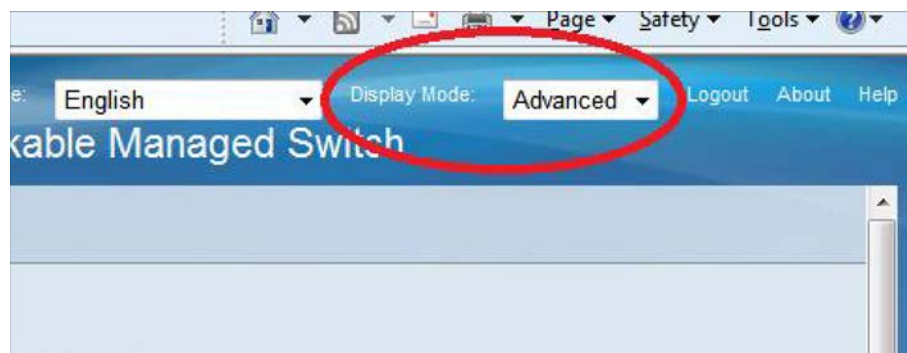 Page Safety Tools
e: English Display Mode: Advanced Logout About Help
kable Managed Switch